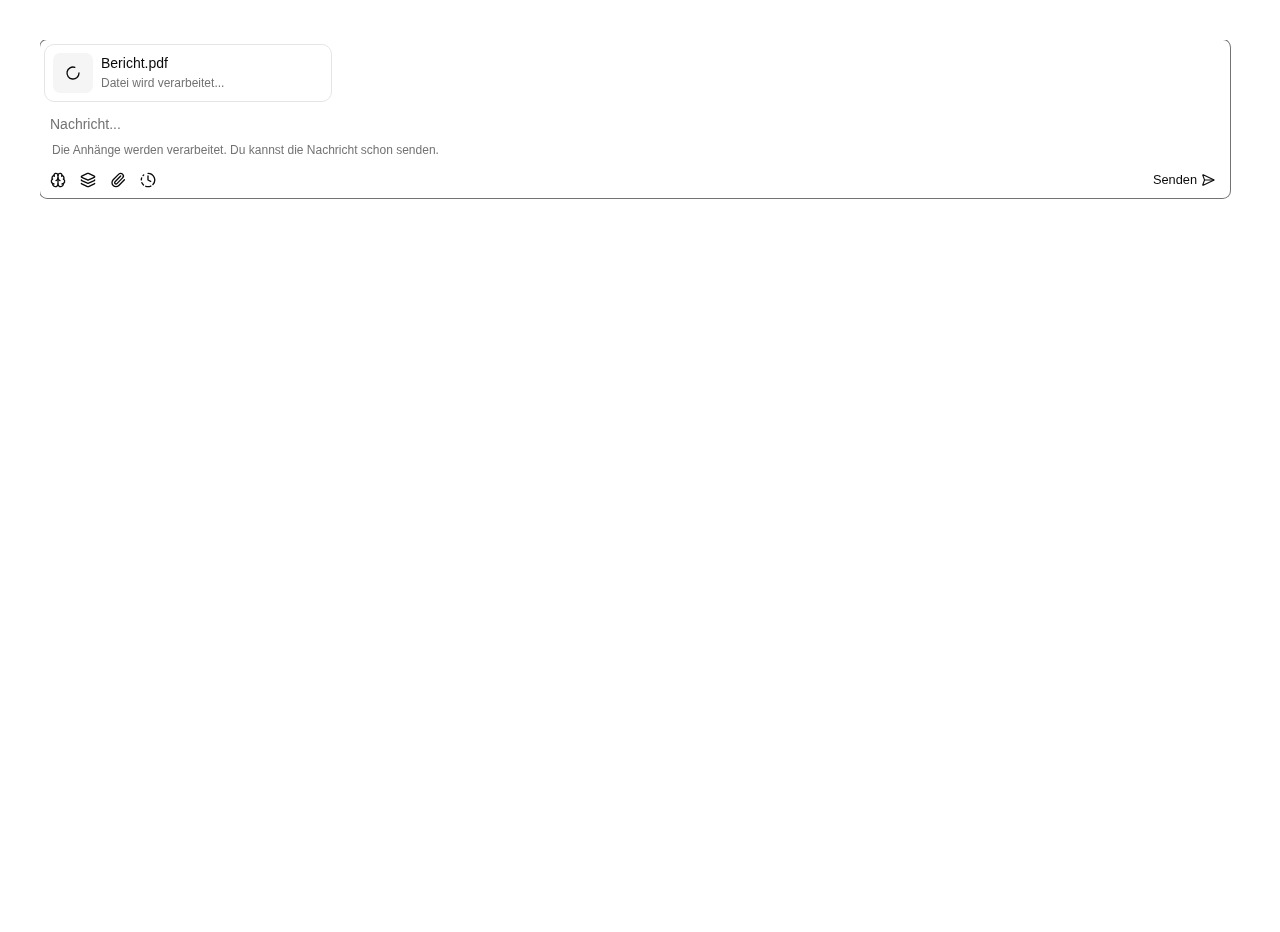 Bericht.pdf
Datei wird verarbeitet...
Nachricht...
Die Anhänge werden verarbeitet. Du kannst die Nachricht schon senden.
Senden